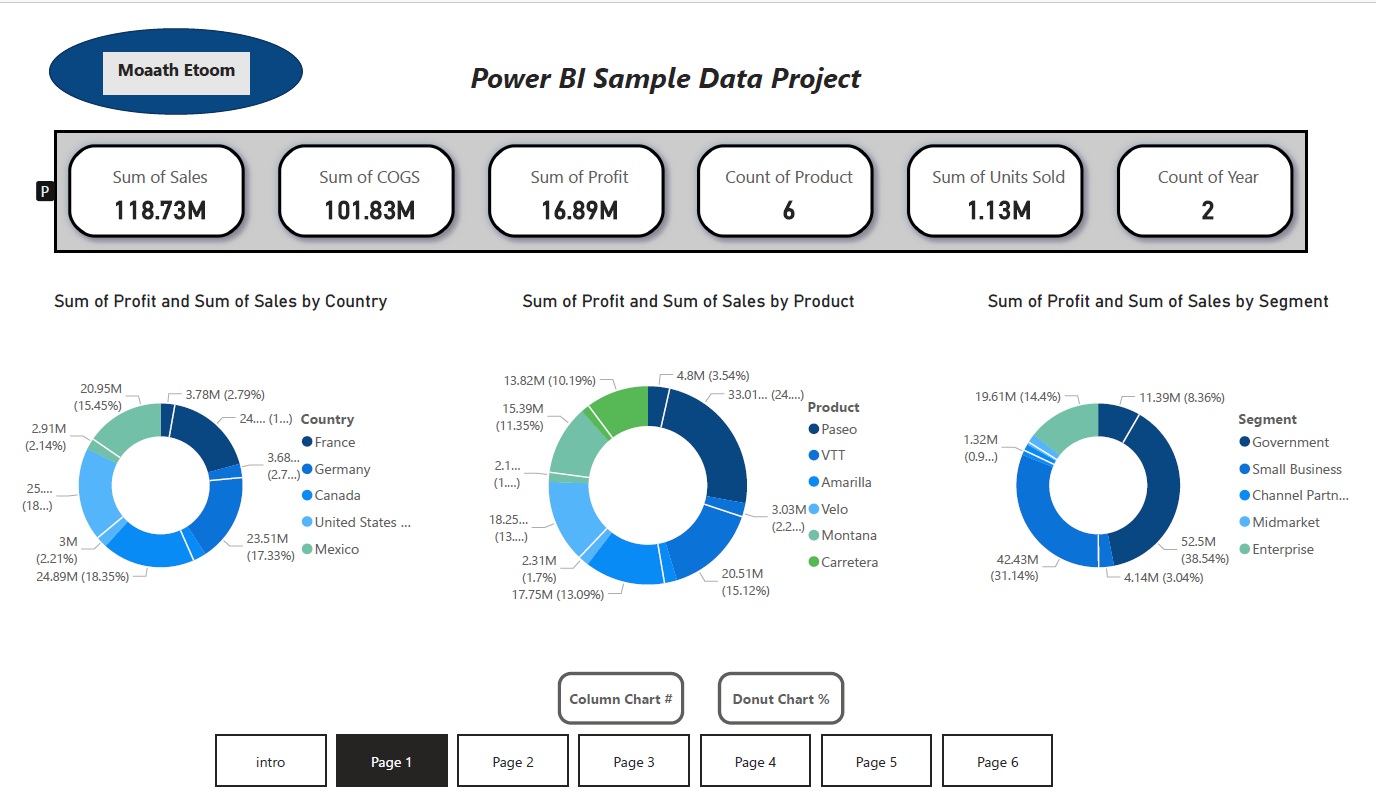 Moaath Etoom
Power BI Sample Data Project
P
Sum of Sales
118.73M
Sum of COGS
101.83M
Sum of Profit
16.89M
Count of Product
6
Sum of Units Sold
1.13M
Count of Year
2
Sum of Profit and Sum of Sales by Country
20.95M
(15.45%)
3.78M (2.79%)
24.... (1...)
2.91M
(2.14%)
3.68...
(2.7...)
25....
(18...)
3M
(2.21%)
23.51M
(17.33%)
24.89M (18.35%)
Country
France
Germany
Canada
United States ...
Mexico
Sum of Profit and Sum of Sales by Product
13.82M (10.19%)
4.8M (3.54%)
33.01... (24....)
15.39M
(11.35%)
2.1...
(1....)
18.25...
(13....)
3.03M
(2.2...)
2.31M
(1.7%)
20.51M
(15.12%)
17.75M (13.09%)
Product
Paseo
VTT
Amarilla
Velo
Montana
Carretera
Sum of Profit and Sum of Sales by Segment
19.61M (14.4%)
11.39M (8.36%)
1.32M
(0.9...)
52.5M
(38.54%)
42.43M
(31.14%)
4.14M (3.04%)
Segment
Government
Small Business
Channel Partn...
Midmarket
Enterprise
Column Chart #
Donut Chart %
intro
Page 1
Page 2
Page 3
Page 4
Page 5
Page 6